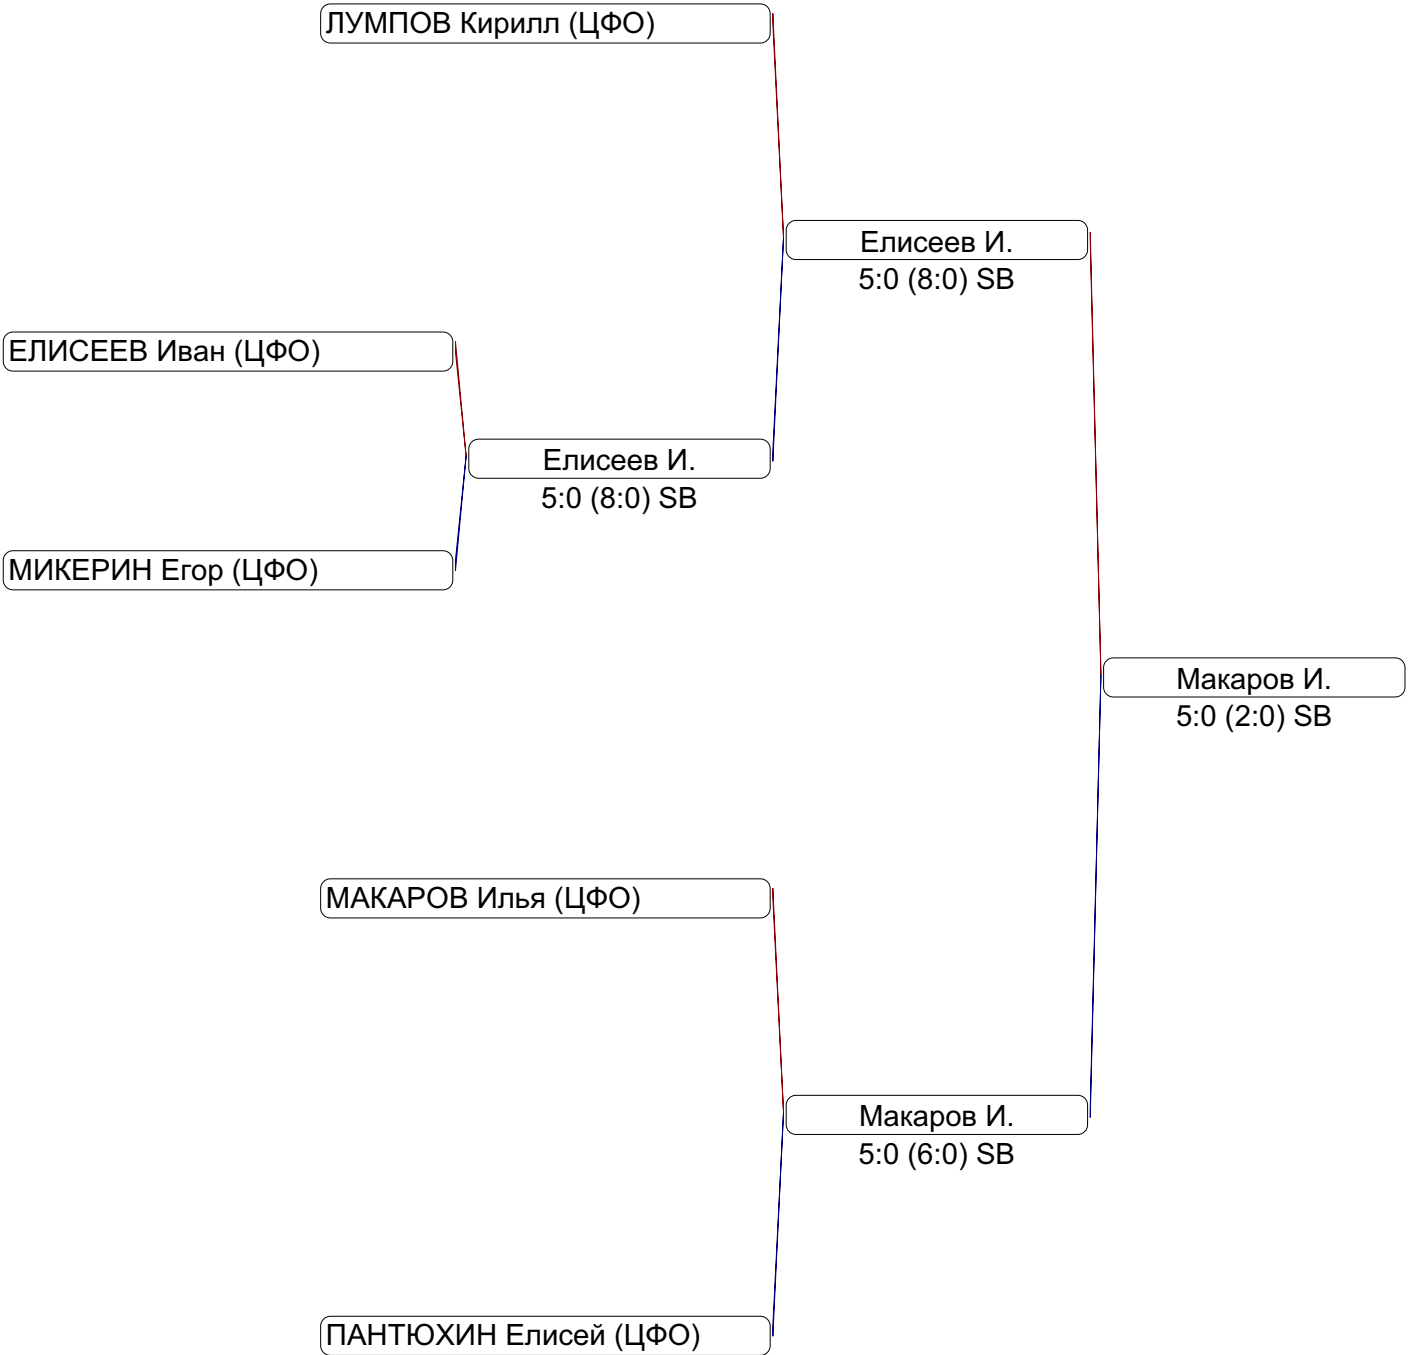 ЛУМПОВ Кирилл (ЦФО)
Елисеев И.
5:0 (8:0) SB
ЕЛИСЕЕВ Иван (ЦФО)
Елисеев И.
5:0 (8:0) SB
МИКЕРИН Егор (ЦФО)
Макаров И.
5:0 (2:0) SB
МАКАРОВ Илья (ЦФО)
Макаров И.
5:0 (6:0) SB
ПАНТЮХИН Елисей (ЦФО)